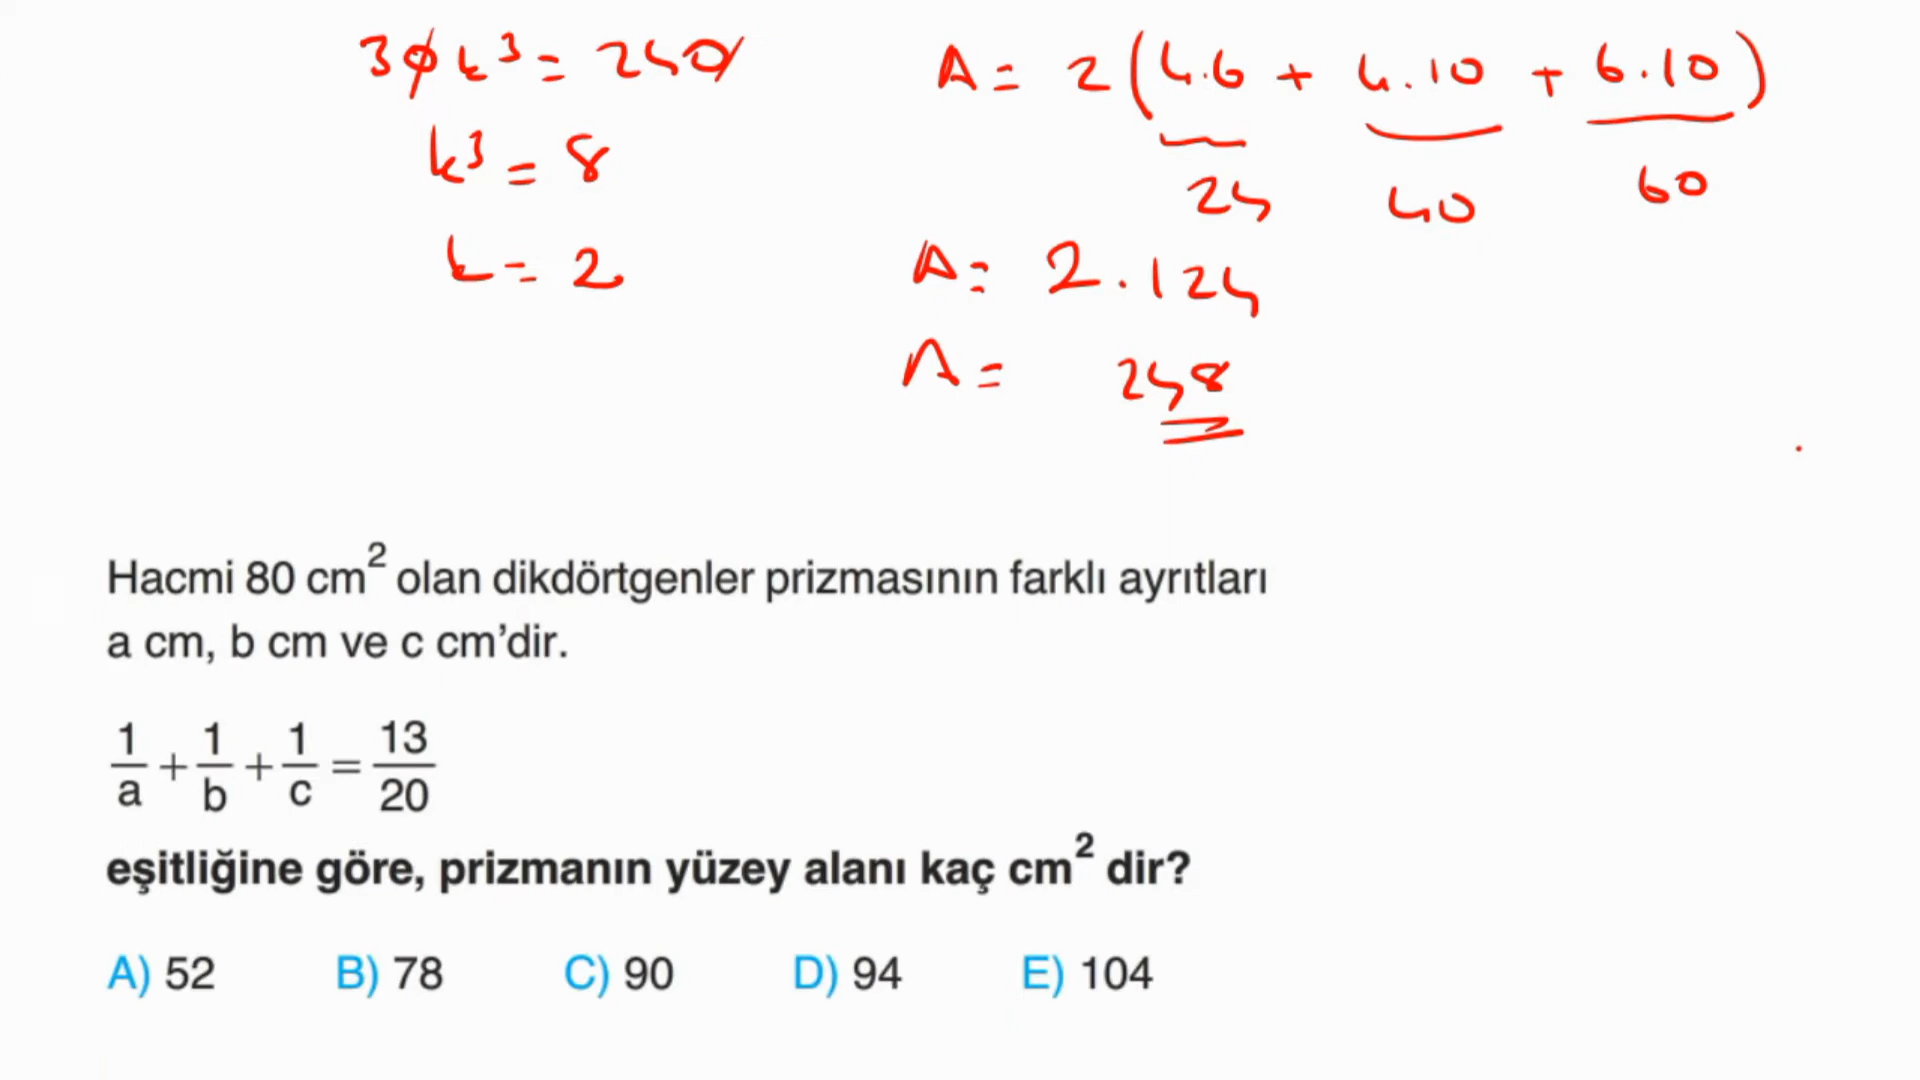 30 k³ = 240
k³ = 8
k = 2
A = 2(4.6 + 4.10 + 6.10)
24 40 60
A = 2.124
A = 248
Hacmi 80 cm² olan dikdörtgenler prizmasının farklı ayrıtları
a cm, b cm ve c cm’dir.
1/a + 1/b + 1/c = 13/20
eşitliğine göre, prizmanın yüzey alanı kaç cm² dir?
A) 52 B) 78 C) 90 D) 94 E) 104